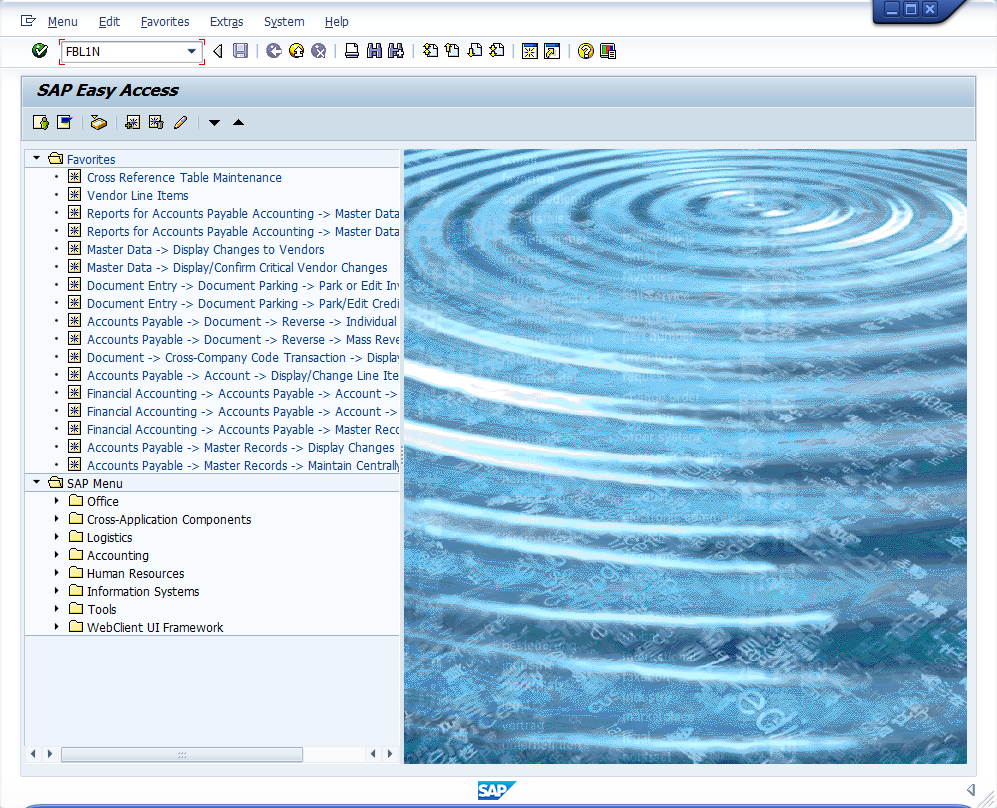 Menu Edit Favorites Extras System Help
FBL1N
SAP Easy Access
Favorites
Cross Reference Table Maintenance
Vendor Line Items
Reports for Accounts Payable Accounting -> Master Data
Reports for Accounts Payable Accounting -> Master Data
Master Data -> Display Changes to Vendors
Master Data -> Display/Confirm Critical Vendor Changes
Document Entry -> Document Parking -> Park or Edit In
Document Entry -> Document Parking -> Park/Edit Credi
Accounts Payable -> Document -> Reverse -> Individual
Accounts Payable -> Document -> Reverse -> Mass Reve
Document -> Cross-Company Code Transaction -> Displa
Accounts Payable -> Account -> Display/Change Line Ite
Financial Accounting -> Accounts Payable -> Account ->
Financial Accounting -> Accounts Payable -> Account ->
Financial Accounting -> Accounts Payable -> Master Reco
Accounts Payable -> Master Records -> Display Changes
Accounts Payable -> Master Records -> Maintain Centrally
SAP Menu
Office
Cross-Application Components
Logistics
Accounting
Human Resources
Information Systems
Tools
WebClient UI Framework
order system
vertrag
edi
SAP